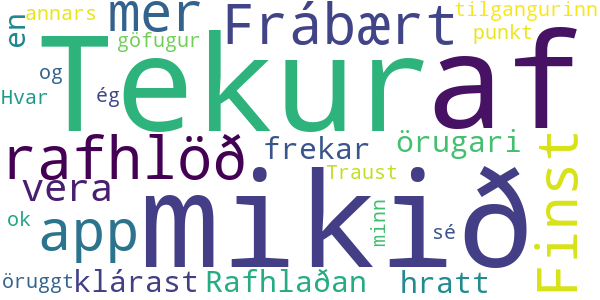 annars
mér
Frábært
tilgangurinn
en
göfugur
punkt
Tekur
af
og
Hvar
ég
rafhlöð
frekar
örugari
Finst
vera
Traust
app
mikið
minn
ok
sé
öruggt
klárast
Rafhlaðan
hratt